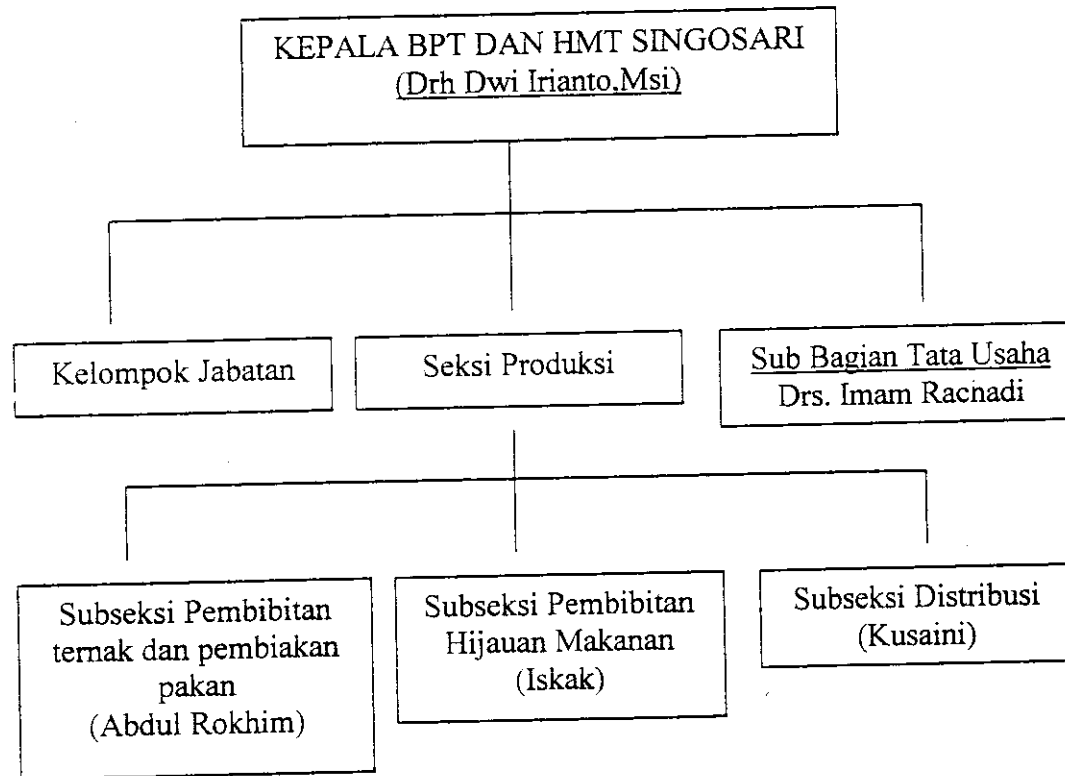 KEPALA BPT DAN HMT SINGOSARI
(Drh Dwi Irianto,Msi)
Kelompok Jabatan
Seksi Produksi
Sub Bagian Tata Usaha
Drs. Imam Racnadi
Subseksi Pembibitan
ternak dan pembiakan
pakan
(Abdul Rokhim)
Subseksi Pembibitan
Hijauan Makanan
(Iskak)
Subseksi Distribusi
(Kusaini)